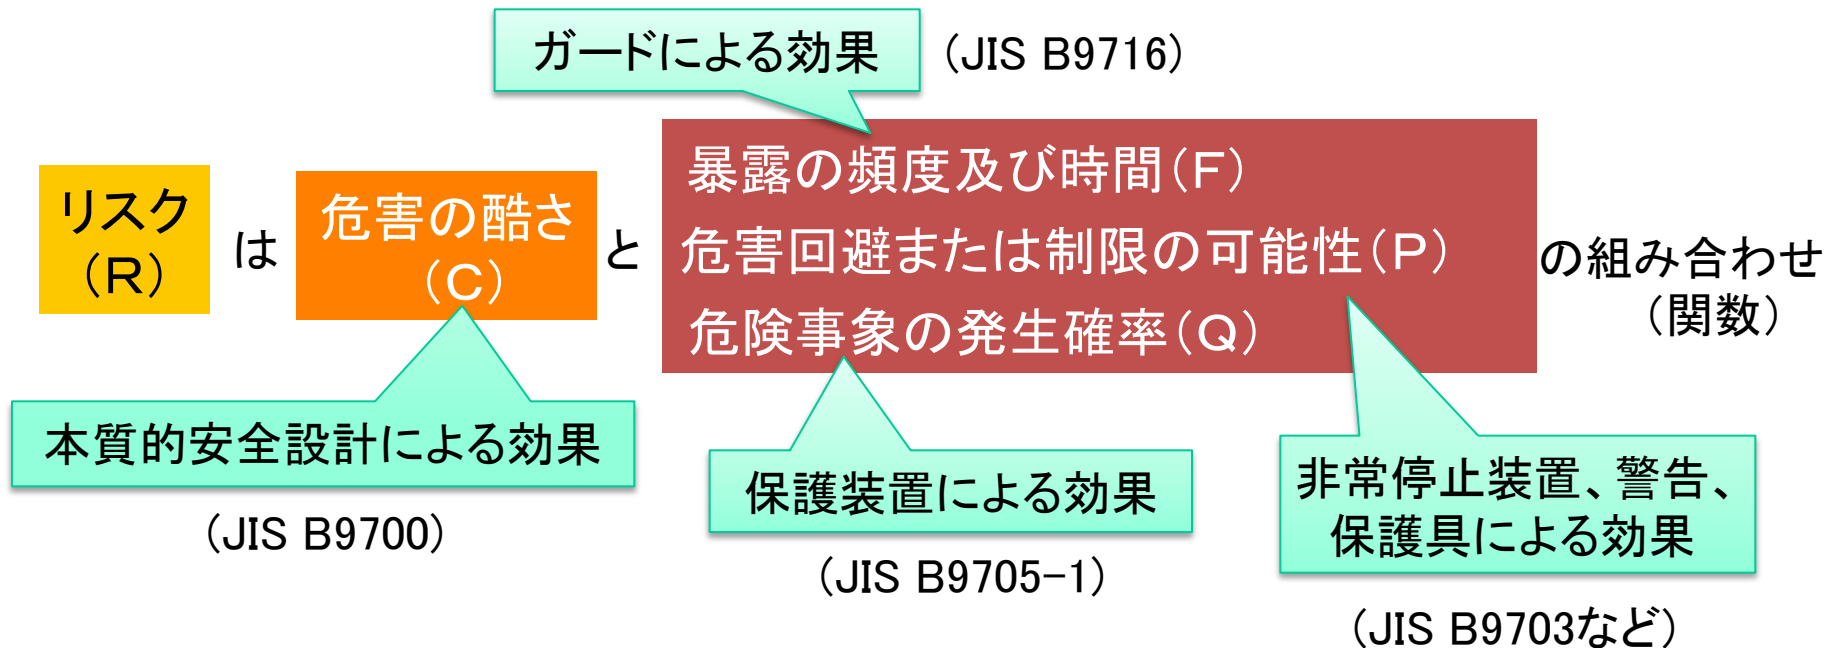 ガードによる効果
(JIS B9716)
リスク
(R)
は
危害の酷さ
(C)
と
暴露の頻度及び時間(F)
危害回避または制限の可能性(P)
危険事象の発生確率(Q)
の組み合わせ
(関数)
本質的安全設計による効果
(JIS B9700)
保護装置による効果
(JIS B9705-1)
非常停止装置、警告、
保護具による効果
(JIS B9703など)